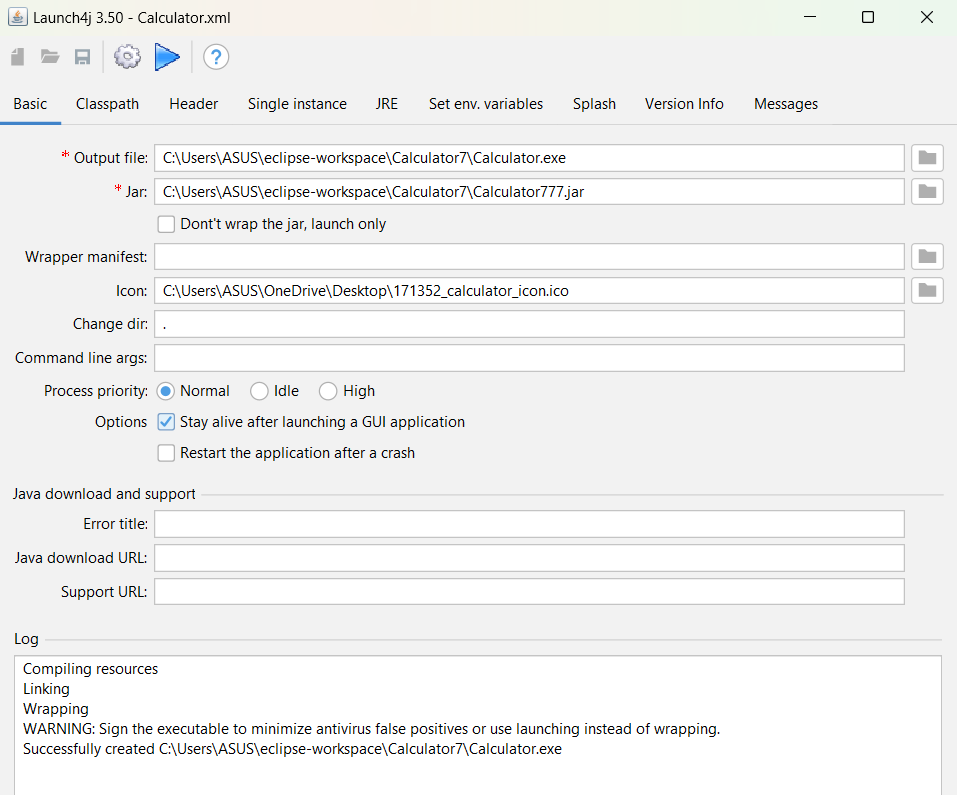 Launch4j 3.50 - Calculator.xml
?
Basic Classpath Header Single instance JRE Set env. variables Splash Version Info Messages
* Output file: C:\Users\ASUS\eclipse-workspace\Calculator7\Calculator.exe
* Jar: C:\Users\ASUS\eclipse-workspace\Calculator7\Calculator777.jar
Dont't wrap the jar, launch only
Wrapper manifest:
Icon: C:\Users\ASUS\OneDrive\Desktop\171352_calculator_icon.ico
Change dir: .
Command line args:
Process priority: Normal Idle High
Options Stay alive after launching a GUI application
Restart the application after a crash
Java download and support
Error title:
Java download URL:
Support URL:
Log
Compiling resources
Linking
Wrapping
WARNING: Sign the executable to minimize antivirus false positives or use launching instead of wrapping.
Successfully created C:\Users\ASUS\eclipse-workspace\Calculator7\Calculator.exe